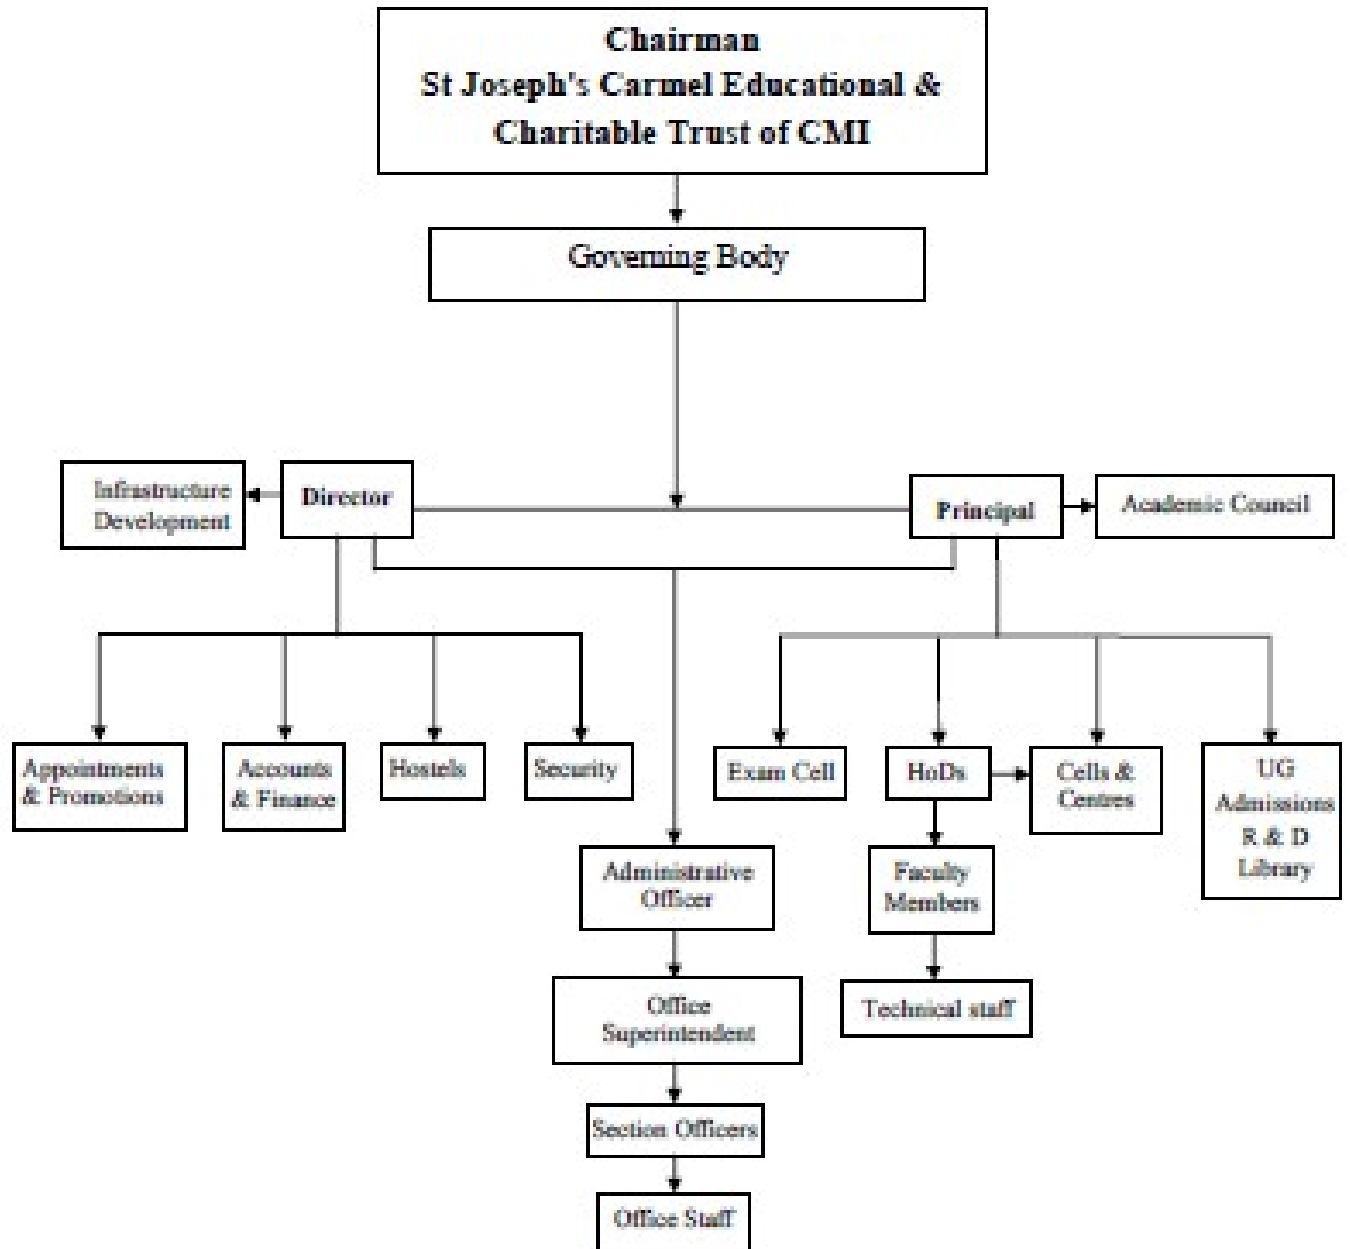 Chairman
St Joseph's Carmel Educational &
Charitable Trust of CMI
Governing Body
Infrastructure
Development
Director
Principal
Academic Council
Appointments
& Promotions
Accounts
& Finance
Hostels
Security
Exam Cell
HoDs
Cells &
Centres
UG
Admissions
R & D
Library
Administrative
Officer
Faculty
Members
Office
Superintendent
Technical staff
Section Officers
Office Staff